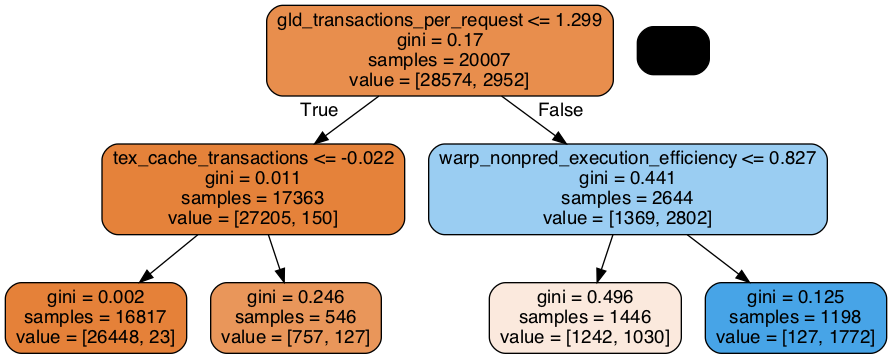 gld_transactions_per_request <= 1.299
gini = 0.17
samples = 20007
value = [28574, 2952]
True
False
tex_cache_transactions <= -0.022
gini = 0.011
samples = 17363
value = [27205, 150]
warp_nonpred_execution_efficiency <= 0.827
gini = 0.441
samples = 2644
value = [1369, 2802]
gini = 0.002
samples = 16817
value = [26448, 23]
gini = 0.246
samples = 546
value = [757, 127]
gini = 0.496
samples = 1446
value = [1242, 1030]
gini = 0.125
samples = 1198
value = [127, 1772]